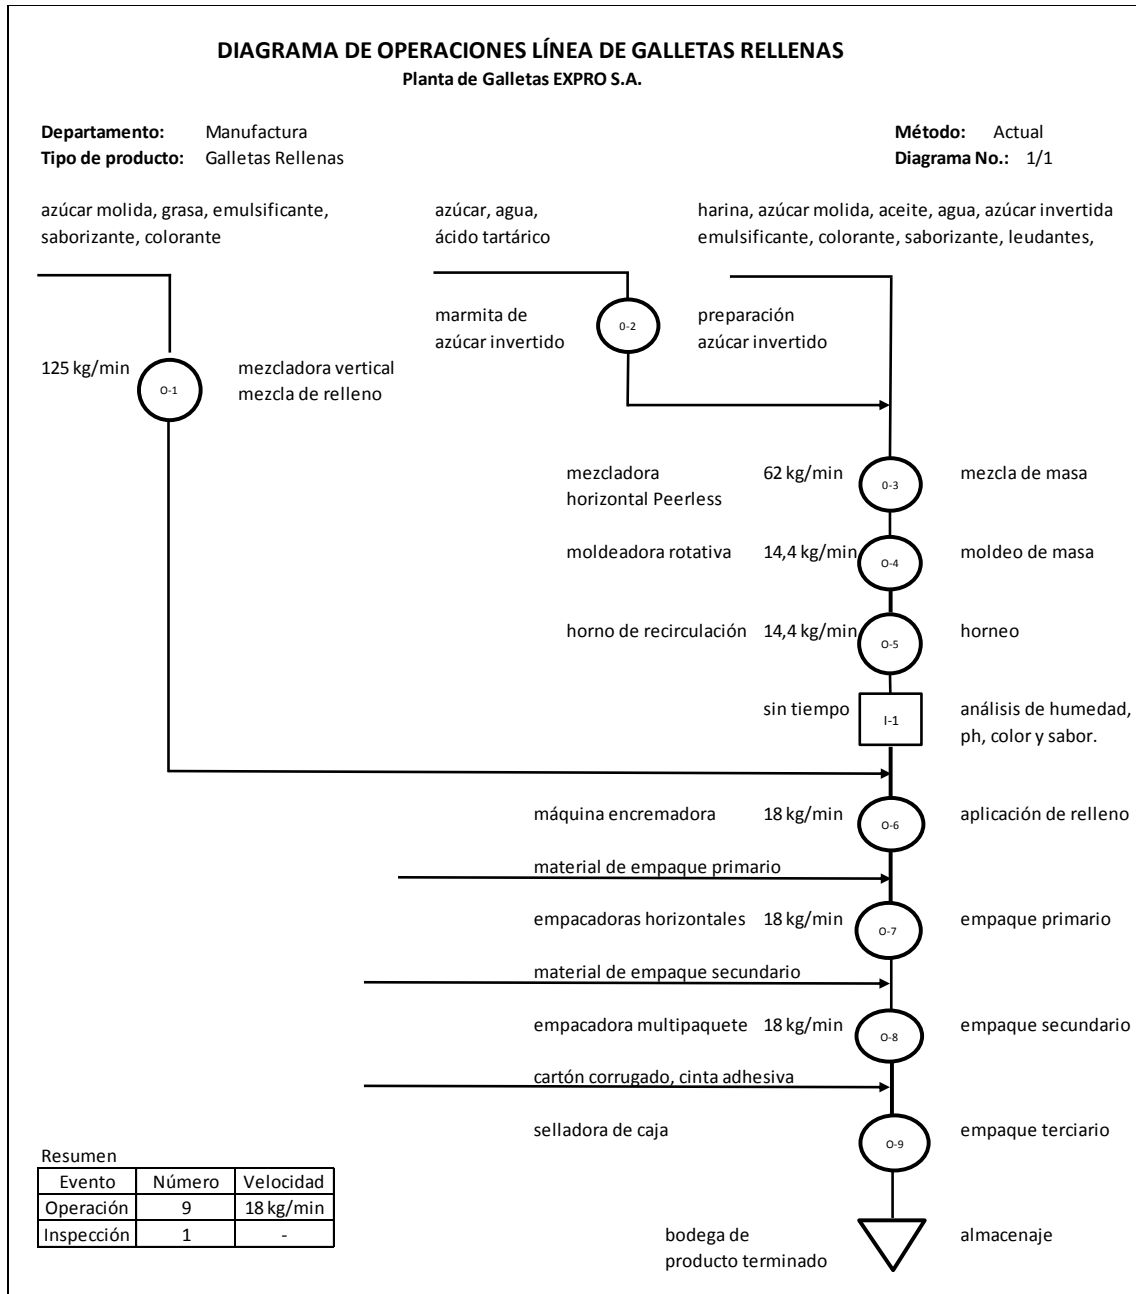 DIAGRAMA DE OPERACIONES LÍNEA DE GALLETAS RELLENAS
Planta de Galletas EXPRO S.A.
Departamento: Manufactura
Método: Actual
Tipo de producto: Galletas Rellenas
Diagrama No.: 1/1
azúcar molida, grasa, emulsificante,
saborizante, colorante
azúcar, agua,
ácido tartárico
harina, azúcar molida, aceite, agua, azúcar invertida
emulsificante, colorante, saborizante, leudantes,
marmita de
azúcar invertido
0-2
preparación
azúcar invertido
125 kg/min
O-1
mezcladora vertical
mezcla de relleno
mezcladora
horizontal Peerless
62 kg/min
0-3
mezcla de masa
moldeadora rotativa
14,4 kg/min
O-4
moldeo de masa
horno de recirculación
14,4 kg/min
O-5
horneo
sin tiempo
I-1
análisis de humedad,
ph, color y sabor.
máquina encremadora
18 kg/min
O-6
aplicación de relleno
material de empaque primario
empacadoras horizontales
18 kg/min
O-7
empaque primario
material de empaque secundario
empacadora multipaquete
18 kg/min
O-8
empaque secundario
cartón corrugado, cinta adhesiva
selladora de caja
O-9
empaque terciario
Resumen
Evento Número Velocidad
Operación 9 18 kg/min
Inspección 1 -
bodega de
producto terminado
almacenaje